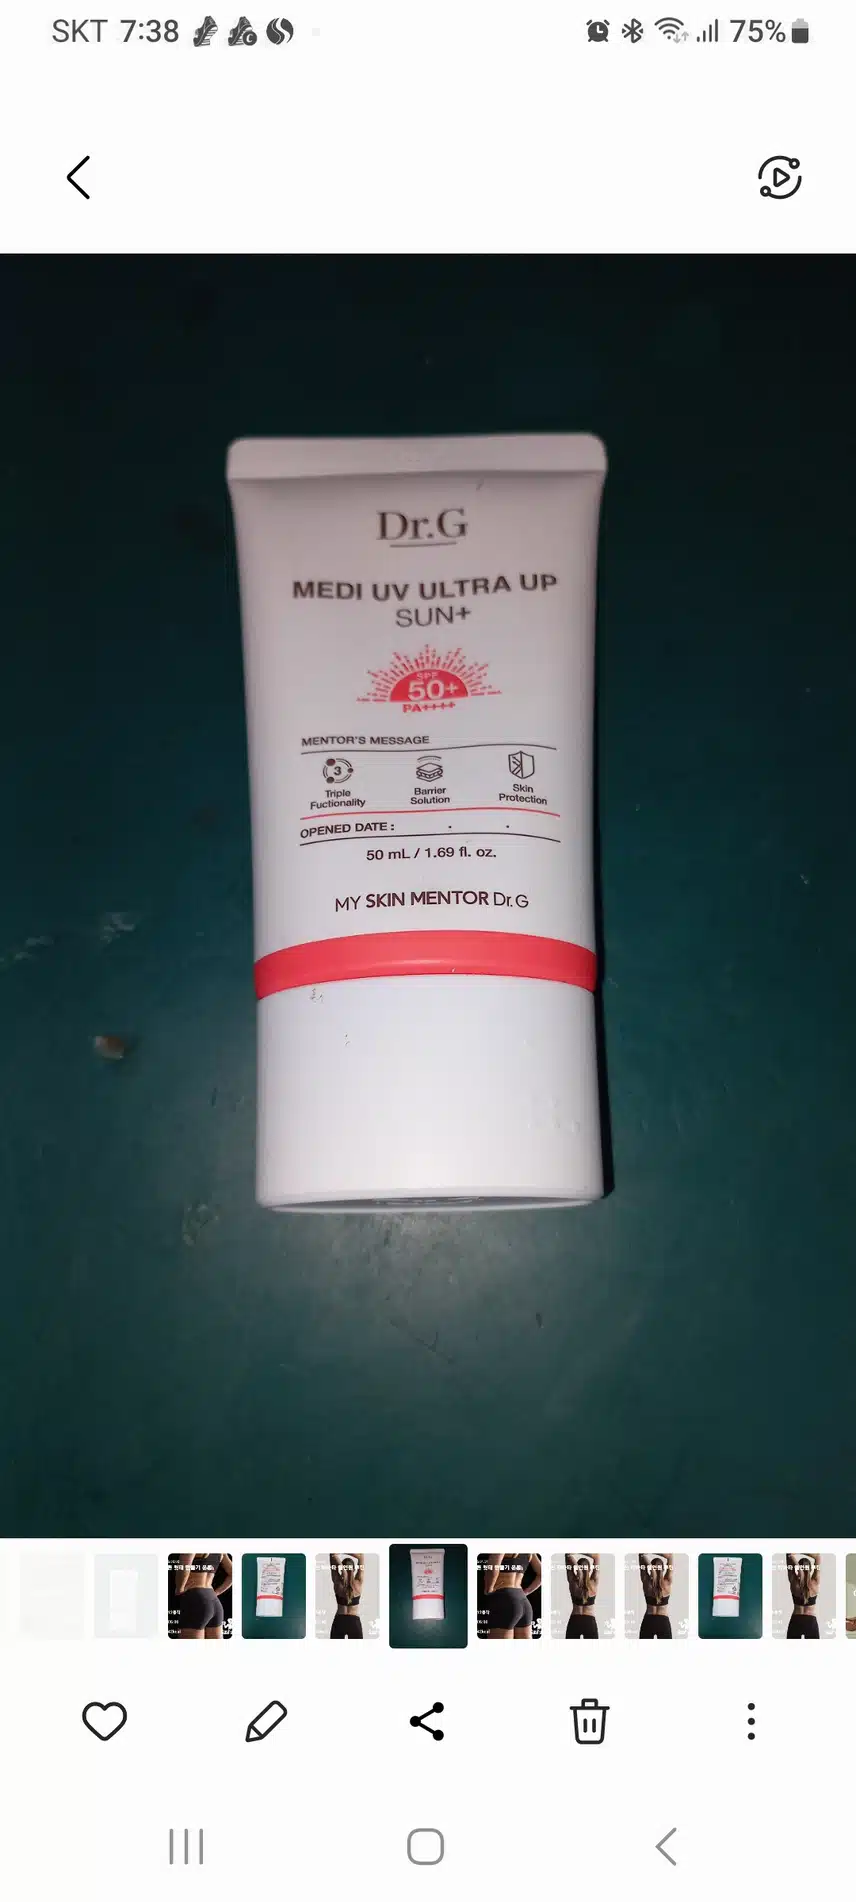 SKT 7:38
75%
Dr.G
MEDI UV ULTRA UP
SUN+
SPF
50+
PA++++
MENTOR'S MESSAGE
3
Triple
Fuctionality
Barrier
Solution
Skin
Protection
OPENED DATE : . .
50 mL / 1.69 fl. oz.
MY SKIN MENTOR Dr.G